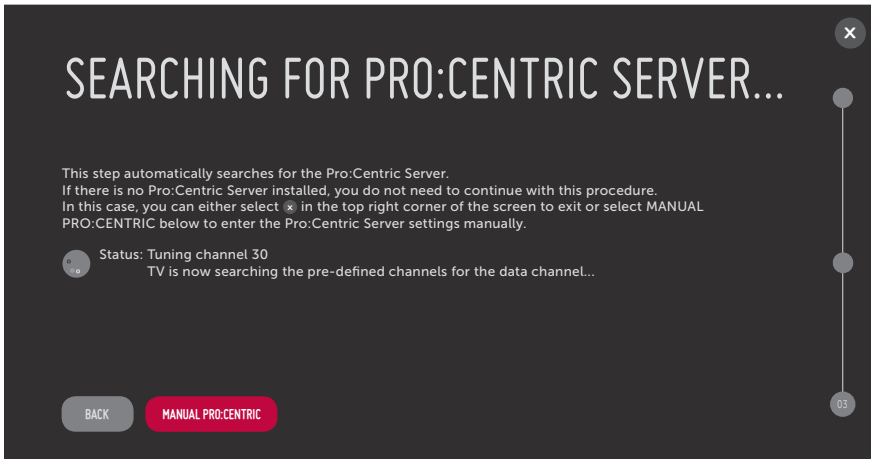 X
SEARCHING FOR PRO:CENTRIC SERVER...
This step automatically searches for the Pro:Centric Server.
If there is no Pro:Centric Server installed, you do not need to continue with this procedure.
In this case, you can either select x in the top right corner of the screen to exit or select MANUAL
PRO:CENTRIC below to enter the Pro:Centric Server settings manually.
Status: Tuning channel 30
TV is now searching the pre-defined channels for the data channel...
BACK
MANUAL PRO:CENTRIC
03